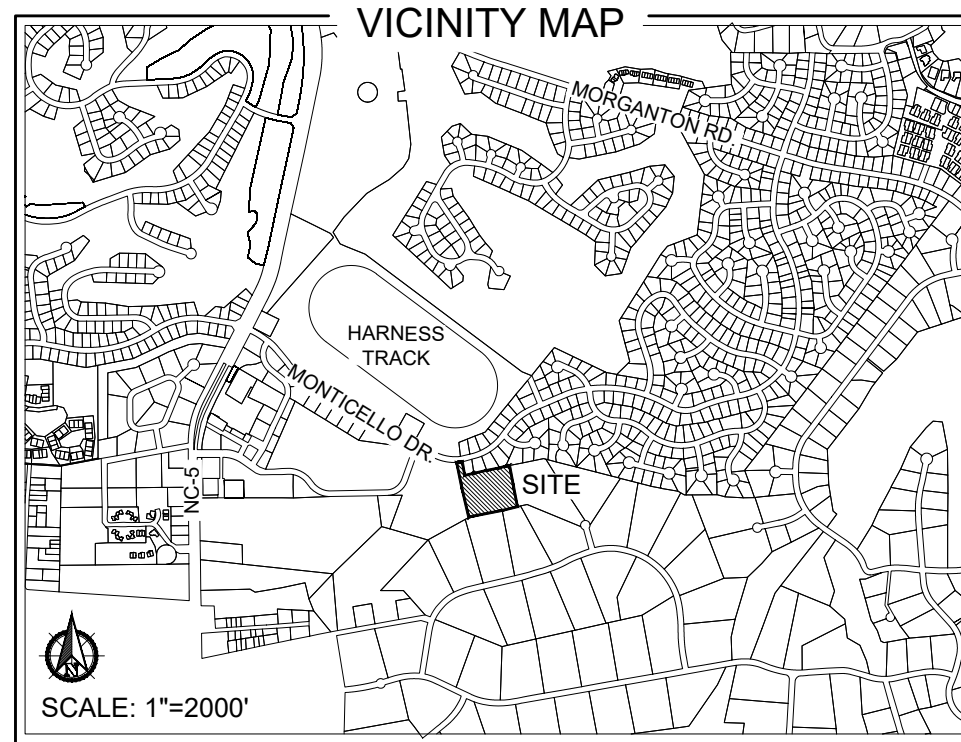 VICINITY MAP
MORGANTON RD.
HARNESS
TRACK
MONTICELLO DR.
NC-5
SITE
N
SCALE: 1"=2000'